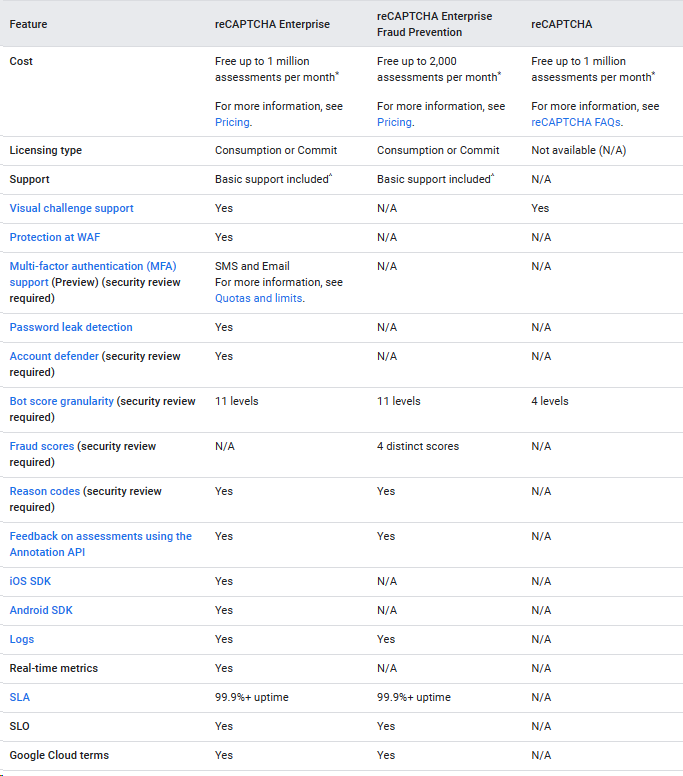 Feature reCAPTCHA Enterprise reCAPTCHA Enterprise Fraud Prevention reCAPTCHA
Cost Free up to 1 million Free up to 2,000 Free up to 1 million
assessments per month* assessments per month* assessments per month*
For more information, see For more information, see For more information, see
Pricing. Pricing. reCAPTCHA FAQs.
Licensing type Consumption or Commit Consumption or Commit Not available (N/A)
Support Basic support included^ Basic support included^ N/A
Visual challenge support Yes N/A Yes
Protection at WAF Yes N/A N/A
Multi-factor authentication (MFA) SMS and Email N/A N/A
support (Preview) (security review For more information, see
required) Quotas and limits.
Password leak detection Yes N/A N/A
Account defender (security review Yes N/A N/A
required)
Bot score granularity (security review 11 levels 11 levels 4 levels
required)
Fraud scores (security review N/A 4 distinct scores N/A
required)
Reason codes (security review Yes Yes N/A
required)
Feedback on assessments using the Yes Yes N/A
Annotation API
iOS SDK Yes N/A N/A
Android SDK Yes N/A N/A
Logs Yes Yes N/A
Real-time metrics Yes N/A N/A
SLA 99.9%+ uptime 99.9%+ uptime N/A
SLO Yes Yes N/A
Google Cloud terms Yes Yes N/A